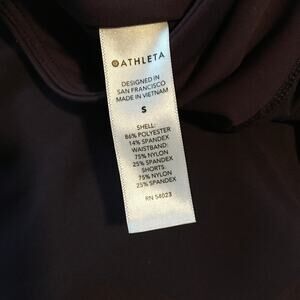 ATHLETA
DESIGNED IN
SAN FRANCISCO
MADE IN VIETNAM
S
SHELL:
86% POLYESTER
14% SPANDEX
WAISTBAND:
75% NYLON
25% SPANDEX
SHORTS:
75% NYLON
25% SPANDEX
RN 54023